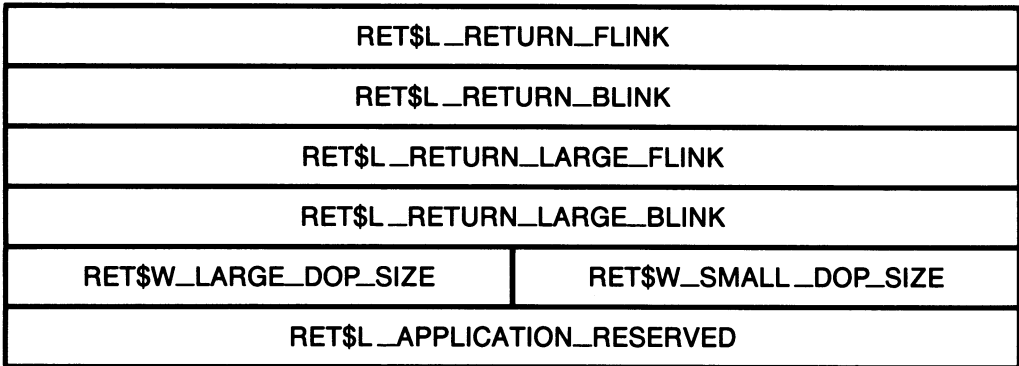 RET$L_RETURN_FLINK
RET$L_RETURN_BLINK
RET$L_RETURN_LARGE_FLINK
RET$L_RETURN_LARGE_BLINK
RET$W_LARGE_DOP_SIZE RET$W_SMALL_DOP_SIZE
RET$L_APPLICATION_RESERVED